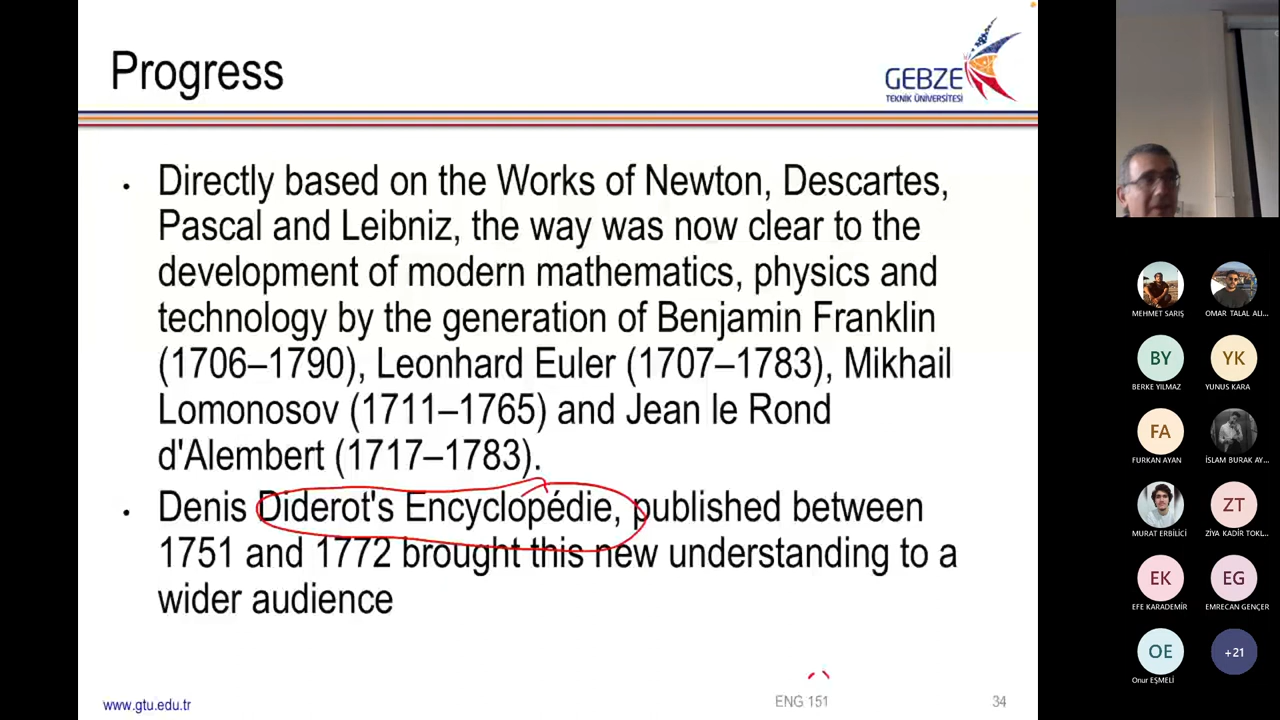 Progress
GEBZE
TEKNİK ÜNİVERSİTESİ
• Directly based on the Works of Newton, Descartes,
Pascal and Leibniz, the way was now clear to the
development of modern mathematics, physics and
technology by the generation of Benjamin Franklin
(1706–1790), Leonhard Euler (1707–1783), Mikhail
Lomonosov (1711–1765) and Jean le Rond
d'Alembert (1717–1783).
• Denis Diderot's Encyclopédie, published between
1751 and 1772 brought this new understanding to a
wider audience
www.gtu.edu.tr
ENG 151
34
MEHMET SARIŞ
OMAR TALAL ALI...
BY
YK
BERKE YILMAZ
YUNUS KARA
FA
FURKAN AYAN
İSLAM BURAK AY...
ZT
MURAT ERBİLİCİ
ZİYA KADİR TOKL...
EK
EG
EFE KARADEMİR
EMRECAN GENÇER
OE
+21
Onur EŞMELİ